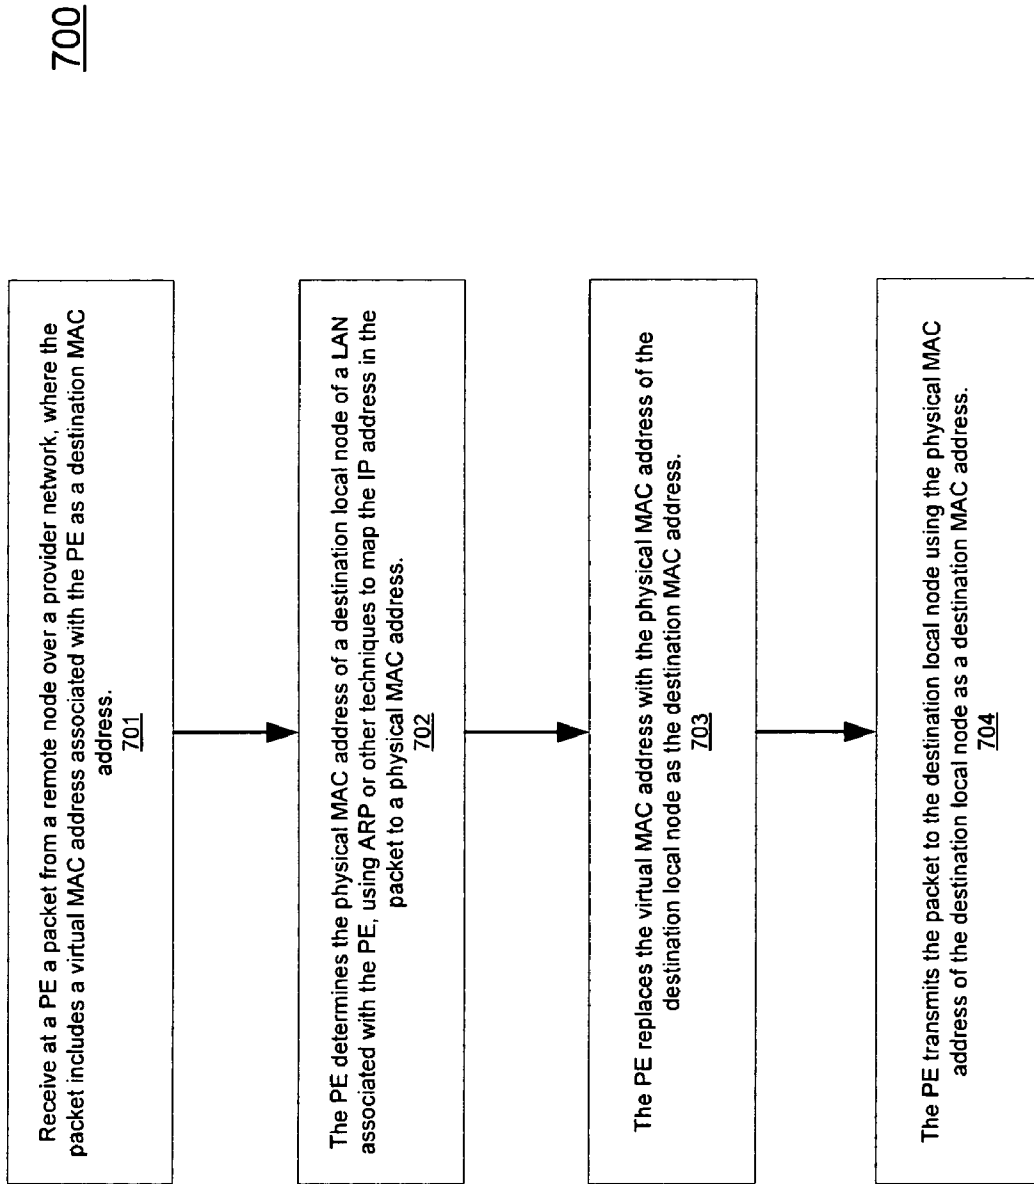 700
Receive at a PE a packet from a remote node over a provider network, where the
packet includes a virtual MAC address associated with the PE as a destination MAC
address.
701
The PE determines the physical MAC address of a destination local node of a LAN
associated with the PE, using ARP or other techniques to map the IP address in the
packet to a physical MAC address.
702
The PE replaces the virtual MAC address with the physical MAC address of the
destination local node as the destination MAC address.
703
The PE transmits the packet to the destination local node using the physical MAC
address of the destination local node as a destination MAC address.
704